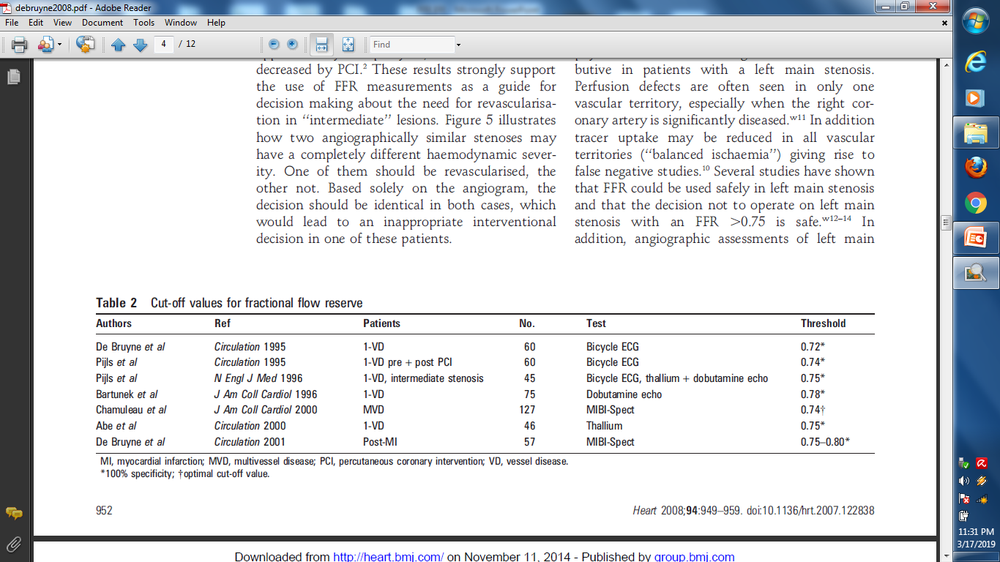 debruyne2008.pdf - Adobe Reader
File Edit View Document Tools Window Help
4 / 12 Find
decreased by PCI.2 These results strongly support
the use of FFR measurements as a guide for
decision making about the need for revascularisa-
tion in ‘‘intermediate’’ lesions. Figure 5 illustrates
how two angiographically similar stenoses may
have a completely different haemodynamic sever-
ity. One of them should be revascularised, the
other not. Based solely on the angiogram, the
decision should be identical in both cases, which
would lead to an inappropriate interventional
decision in one of these patients.
butive in patients with a left main stenosis.
Perfusion defects are often seen in only one
vascular territory, especially when the right cor-
onary artery is significantly diseased.w11 In addition
tracer uptake may be reduced in all vascular
territories (‘‘balanced ischaemia’’) giving rise to
false negative studies.10 Several studies have shown
that FFR could be used safely in left main stenosis
and that the decision not to operate on left main
stenosis with an FFR >0.75 is safe.w12–14 In
addition, angiographic assessments of left main
Table 2 Cut-off values for fractional flow reserve
Authors Ref Patients No. Test Threshold
De Bruyne et al Circulation 1995 1-VD 60 Bicycle ECG 0.72*
Pijls et al Circulation 1995 1-VD pre + post PCI 60 Bicycle ECG 0.74*
Pijls et al N Engl J Med 1996 1-VD, intermediate stenosis 45 Bicycle ECG, thallium + dobutamine echo 0.75*
Bartunek et al J Am Coll Cardiol 1996 1-VD 75 Dobutamine echo 0.78*
Chamuleau et al J Am Coll Cardiol 2000 MVD 127 MIBI-Spect 0.74†
Abe et al Circulation 2000 1-VD 46 Thallium 0.75*
De Bruyne et al Circulation 2001 Post-MI 57 MIBI-Spect 0.75–0.80*
MI, myocardial infarction; MVD, multivessel disease; PCI, percutaneous coronary intervention; VD, vessel disease.
*100% specificity; †optimal cut-off value.
952 Heart 2008;94:949–959. doi:10.1136/hrt.2007.122838
Downloaded from http://heart.bmj.com/ on November 11, 2014 - Published by group.bmj.com
11:31 PM
3/17/2019